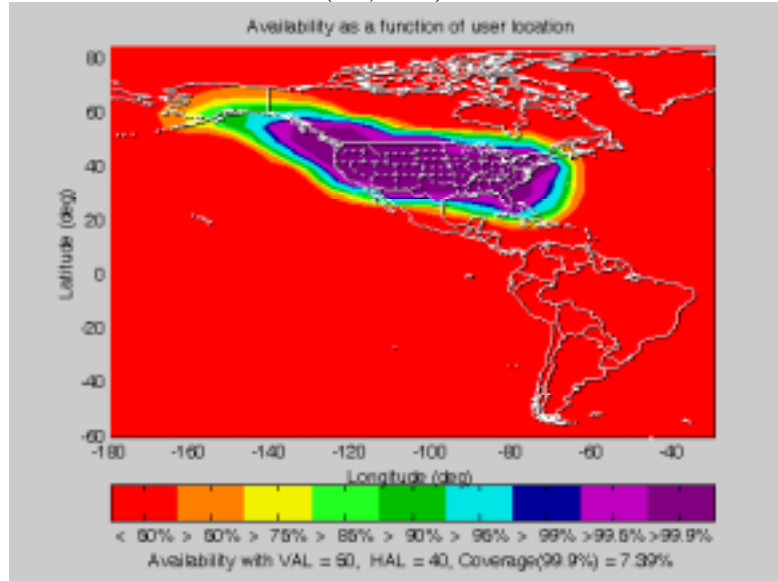 Availability as a function of user location
80
60
40
20
0
-20
-40
-60
Latitude (deg)
-180 -160 -140 -120 -100 -80 -60 -40
Longitude (deg)
< 50% > 50% > 75% > 85% > 90% > 95% > 99% >99.5% >99.9%
Availability with VAL = 50, HAL = 40, Coverage(99.9%) = 7.39%